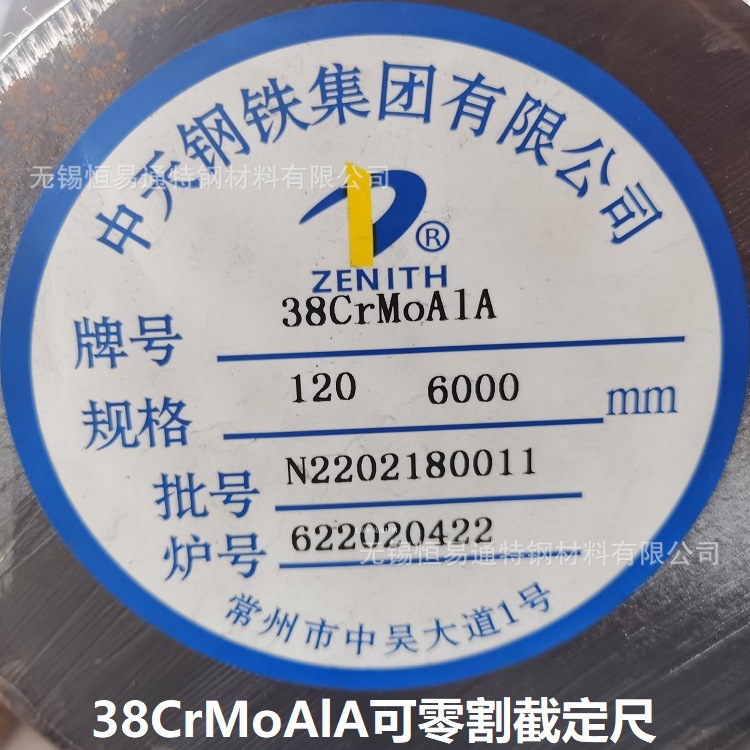 中天钢铁集团有限公司
无锡恒易通特钢材料有限公司
®
ZENITH
牌号 38CrMoAlA
规格 120 6000 mm
批号 N2202180011
炉号 622020422
无锡恒易通特钢材料有限公司
常州市中吴大道1号
38CrMoAlA可零割截定尺